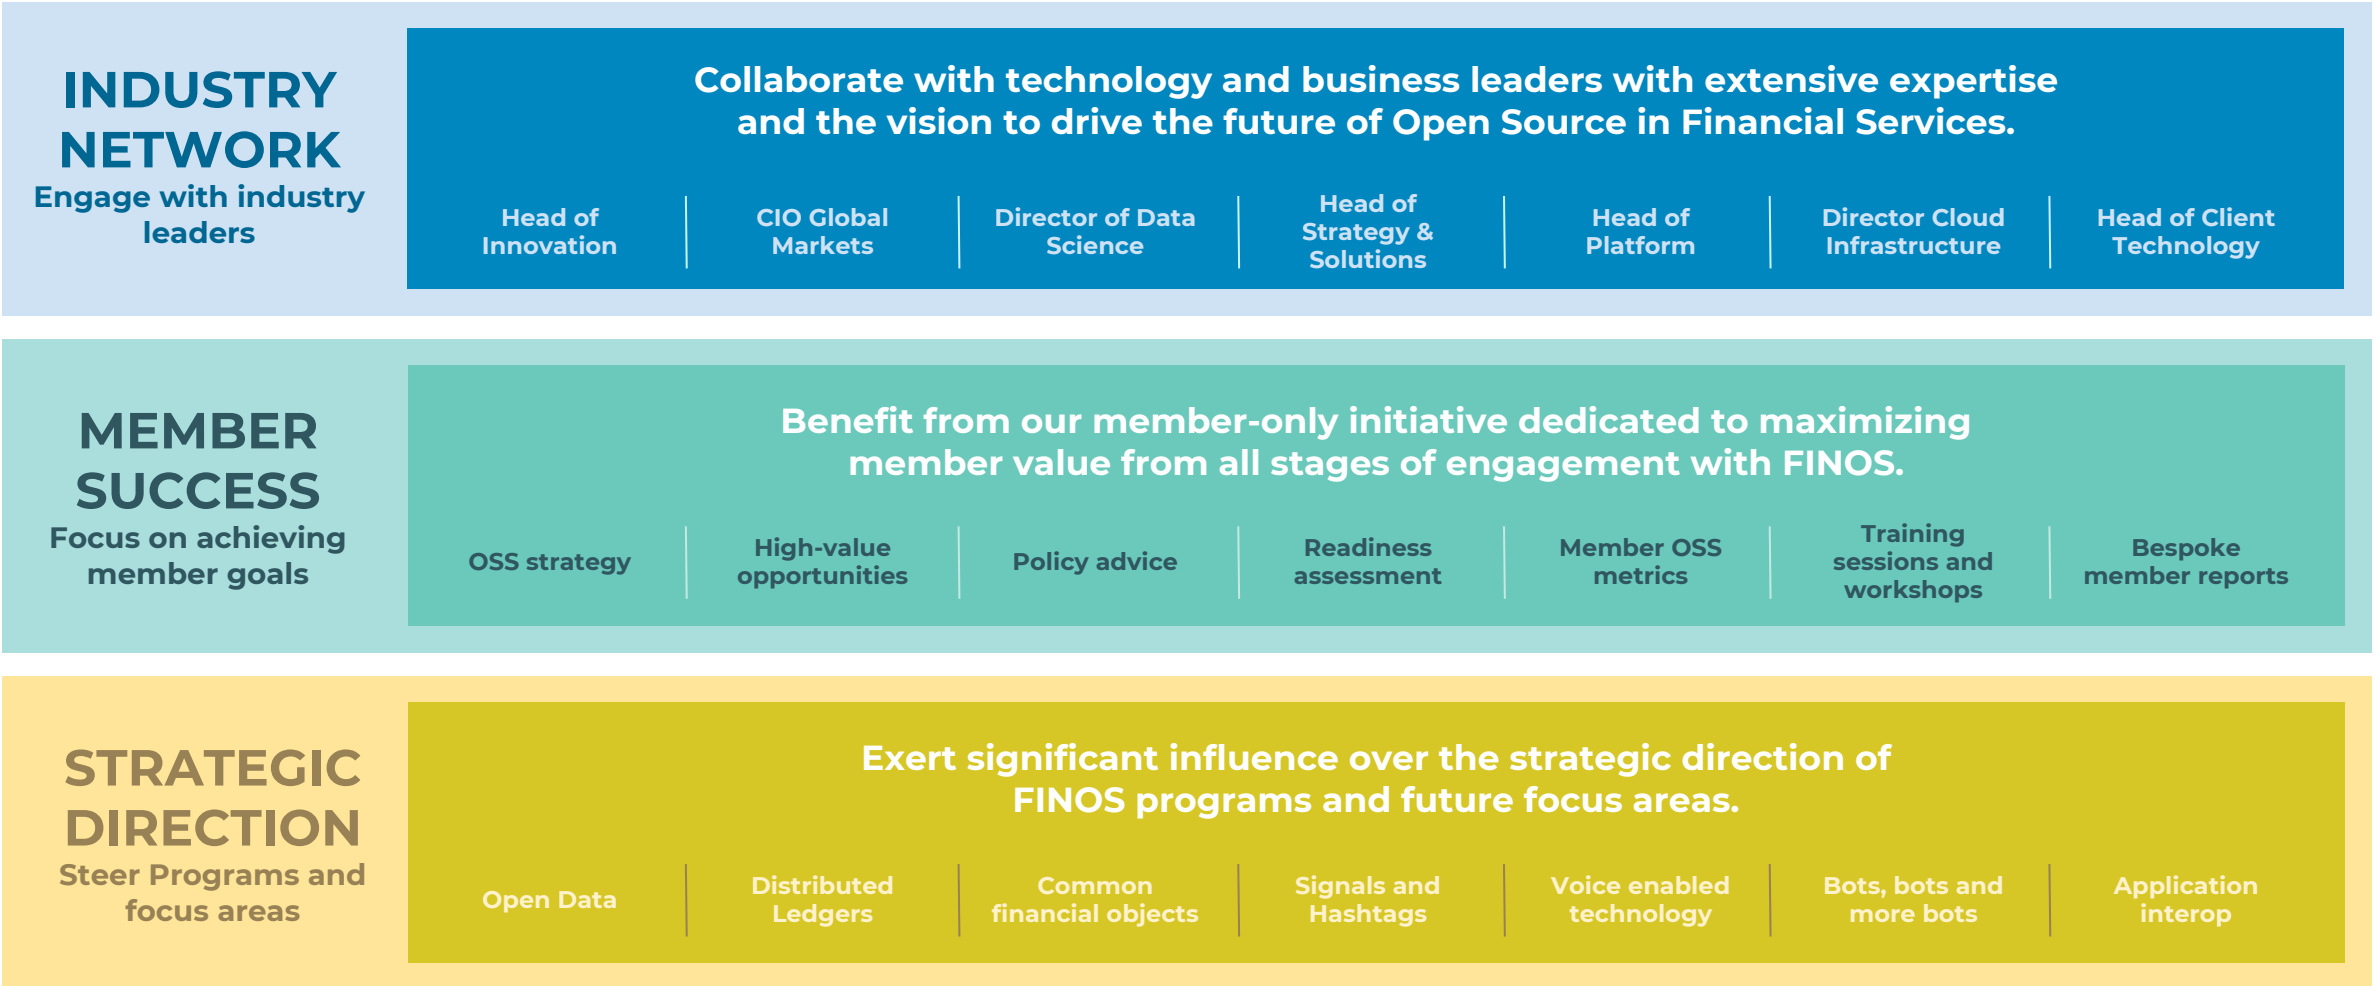 INDUSTRY
NETWORK
Engage with industry
leaders
Collaborate with technology and business leaders with extensive expertise
and the vision to drive the future of Open Source in Financial Services.
Head of
Innovation
CIO Global
Markets
Director of Data
Science
Head of
Strategy &
Solutions
Head of
Platform
Director Cloud
Infrastructure
Head of Client
Technology
MEMBER
SUCCESS
Focus on achieving
member goals
Benefit from our member-only initiative dedicated to maximizing
member value from all stages of engagement with FINOS.
OSS strategy
High-value
opportunities
Policy advice
Readiness
assessment
Member OSS
metrics
Training
sessions and
workshops
Bespoke
member reports
STRATEGIC
DIRECTION
Steer Programs and
focus areas
Exert significant influence over the strategic direction of
FINOS programs and future focus areas.
Open Data
Distributed
Ledgers
Common
financial objects
Signals and
Hashtags
Voice enabled
technology
Bots, bots and
more bots
Application
interop